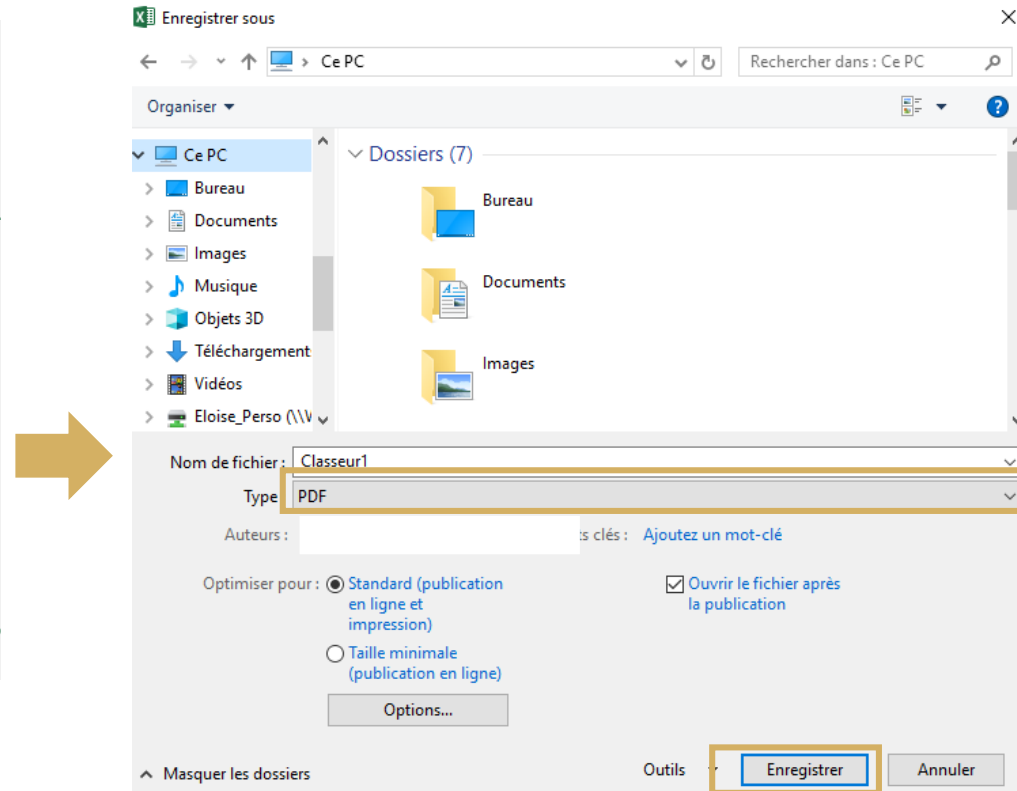 Enregistrer sous
Ce PC
Rechercher dans : Ce PC
Organiser
Ce PC
Bureau
Documents
Images
Musique
Objets 3D
Téléchargement
Vidéos
Eloise_Perso (\\
Dossiers (7)
Bureau
Documents
Images
Nom de fichier : Classeur1
Type PDF
Auteurs :
clés : Ajoutez un mot-clé
Optimiser pour :
Standard (publication
en ligne et
impression)
Taille minimale
(publication en ligne)
Ouvrir le fichier après
la publication
Options...
Masquer les dossiers
Outils
Enregistrer
Annuler